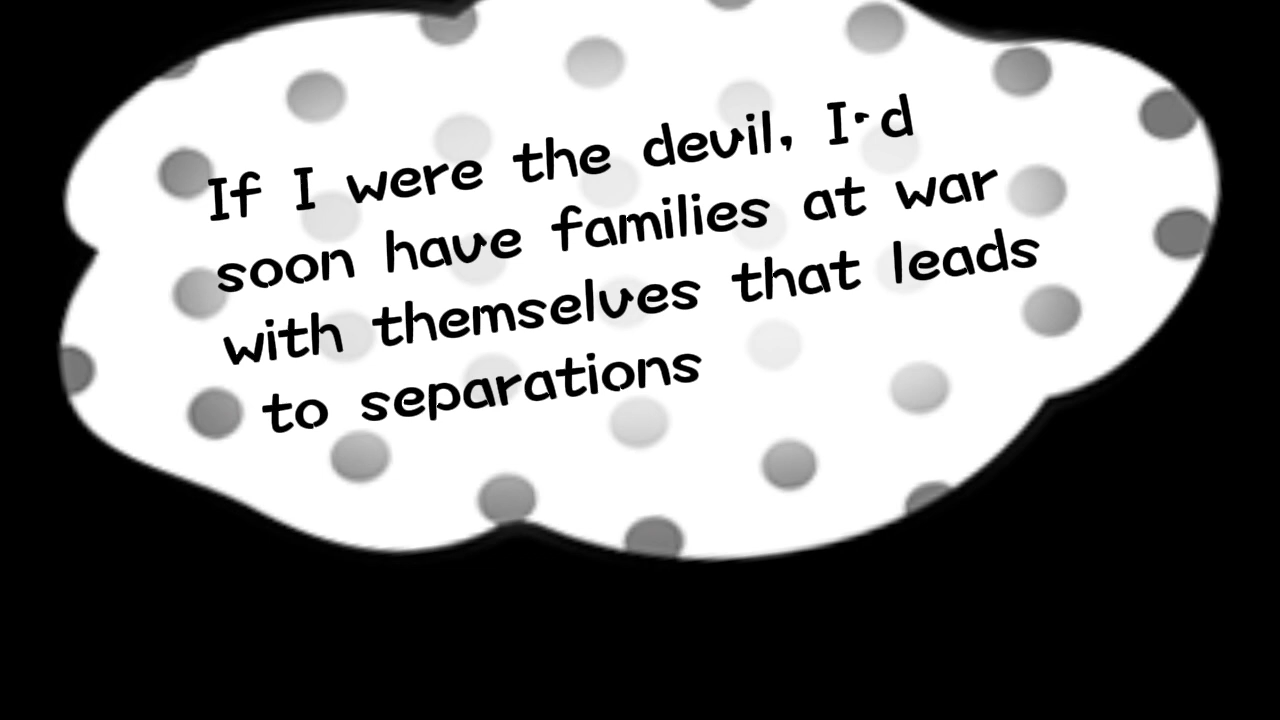 If I were the devil, I'd
soon have families at war
with themselves that leads
to separations